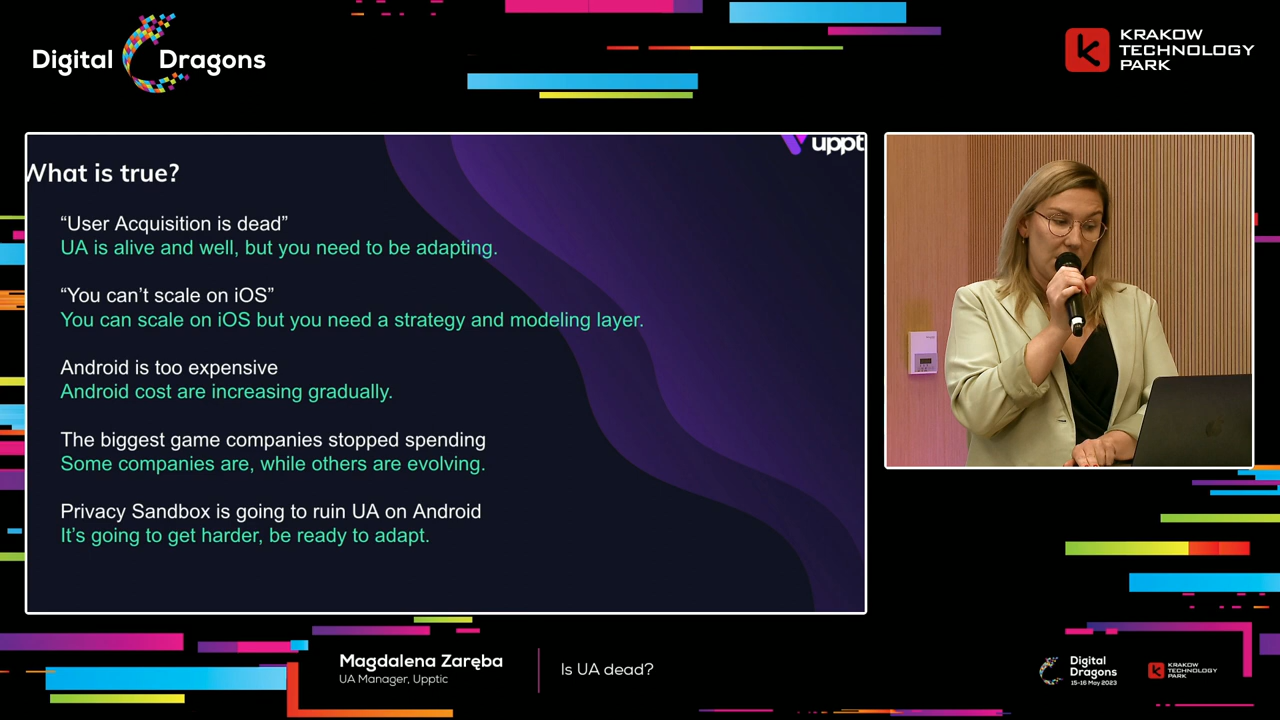 Digital Dragons
KRAKOW
TECHNOLOGY
PARK
uppt
What is true?
“User Acquisition is dead”
UA is alive and well, but you need to be adapting.
“You can’t scale on iOS”
You can scale on iOS but you need a strategy and modeling layer.
Android is too expensive
Android cost are increasing gradually.
The biggest game companies stopped spending
Some companies are, while others are evolving.
Privacy Sandbox is going to ruin UA on Android
It’s going to get harder, be ready to adapt.
Magdalena Zaręba
UA Manager, Upptic
Is UA dead?
Digital
Dragons
15-16 May 2023
KRAKOW
TECHNOLOGY
PARK